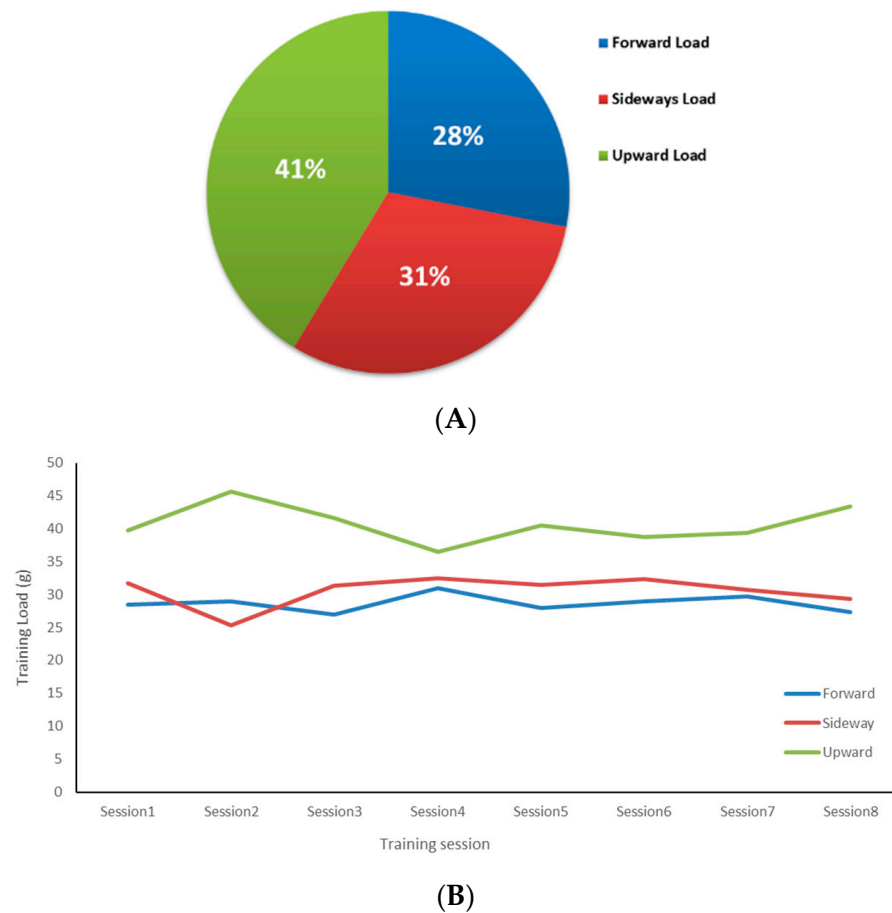 Forward Load
28%
Sideways Load
41%
Upward Load
31%
(A)
50
45
40
35
30
25
20
15
10
5
0
Training Load (g)
Forward
Sideway
Upward
Session1 Session2 Session3 Session4 Session5 Session6 Session7 Session8
Training session
(B)